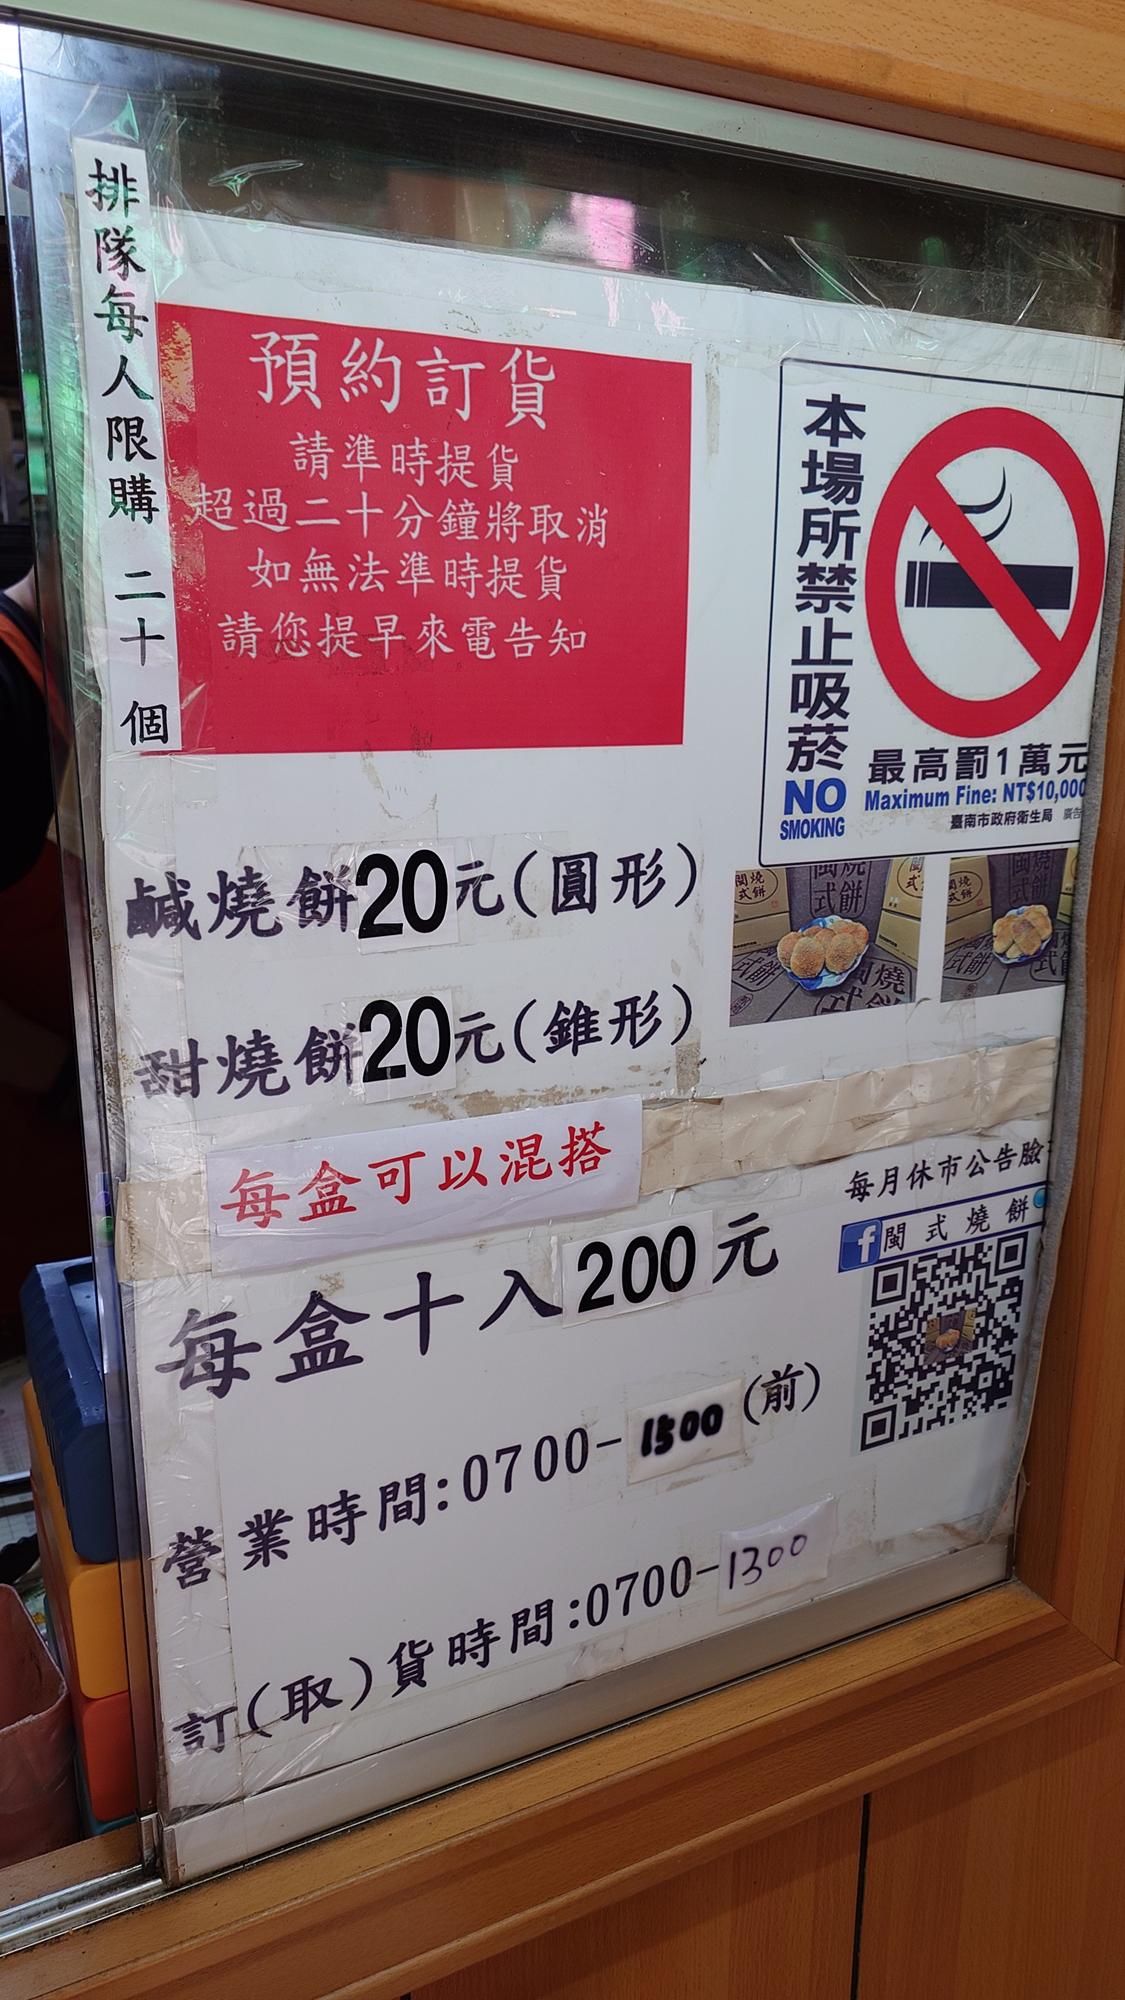 排隊每人限購 二十 個
預約訂貨
請準時提貨
超過二十分鐘將取消
如無法準時提貨
請您提早來電告知
本場所禁止吸菸
NO
SMOKING
最高罰1萬元
Maximum Fine: NT$10,000
臺南市政府衛生局 廣告
鹹燒餅20元(圓形)
甜燒餅20元(錐形)
每盒可以混搭
每盒十入200元
每月休市公告臉
閩式燒餅
營業時間:0700-1500(前)
訂(取)貨時間:0700-1300